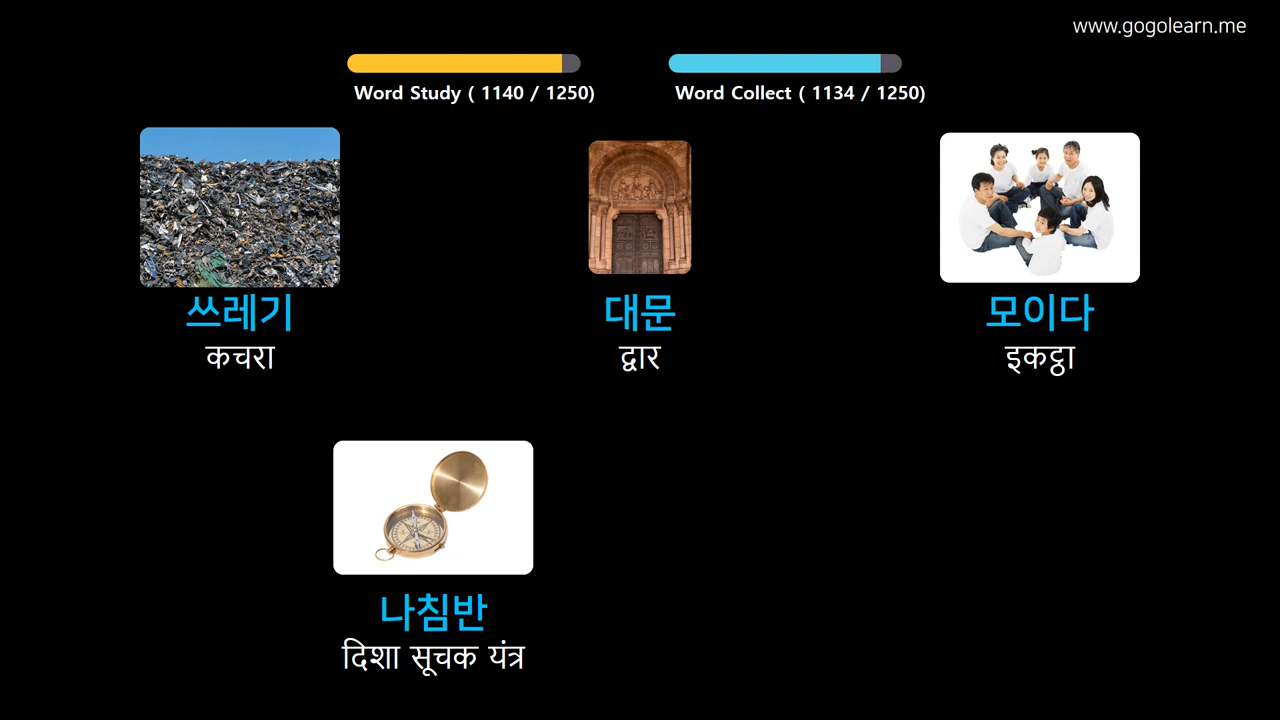 www.gogolearn.me
Word Study ( 1140 / 1250)
Word Collect ( 1134 / 1250)
쓰레기
कचरा
대문
द्वार
모이다
इकट्ठा
나침반
दिशा सूचक यंत्र